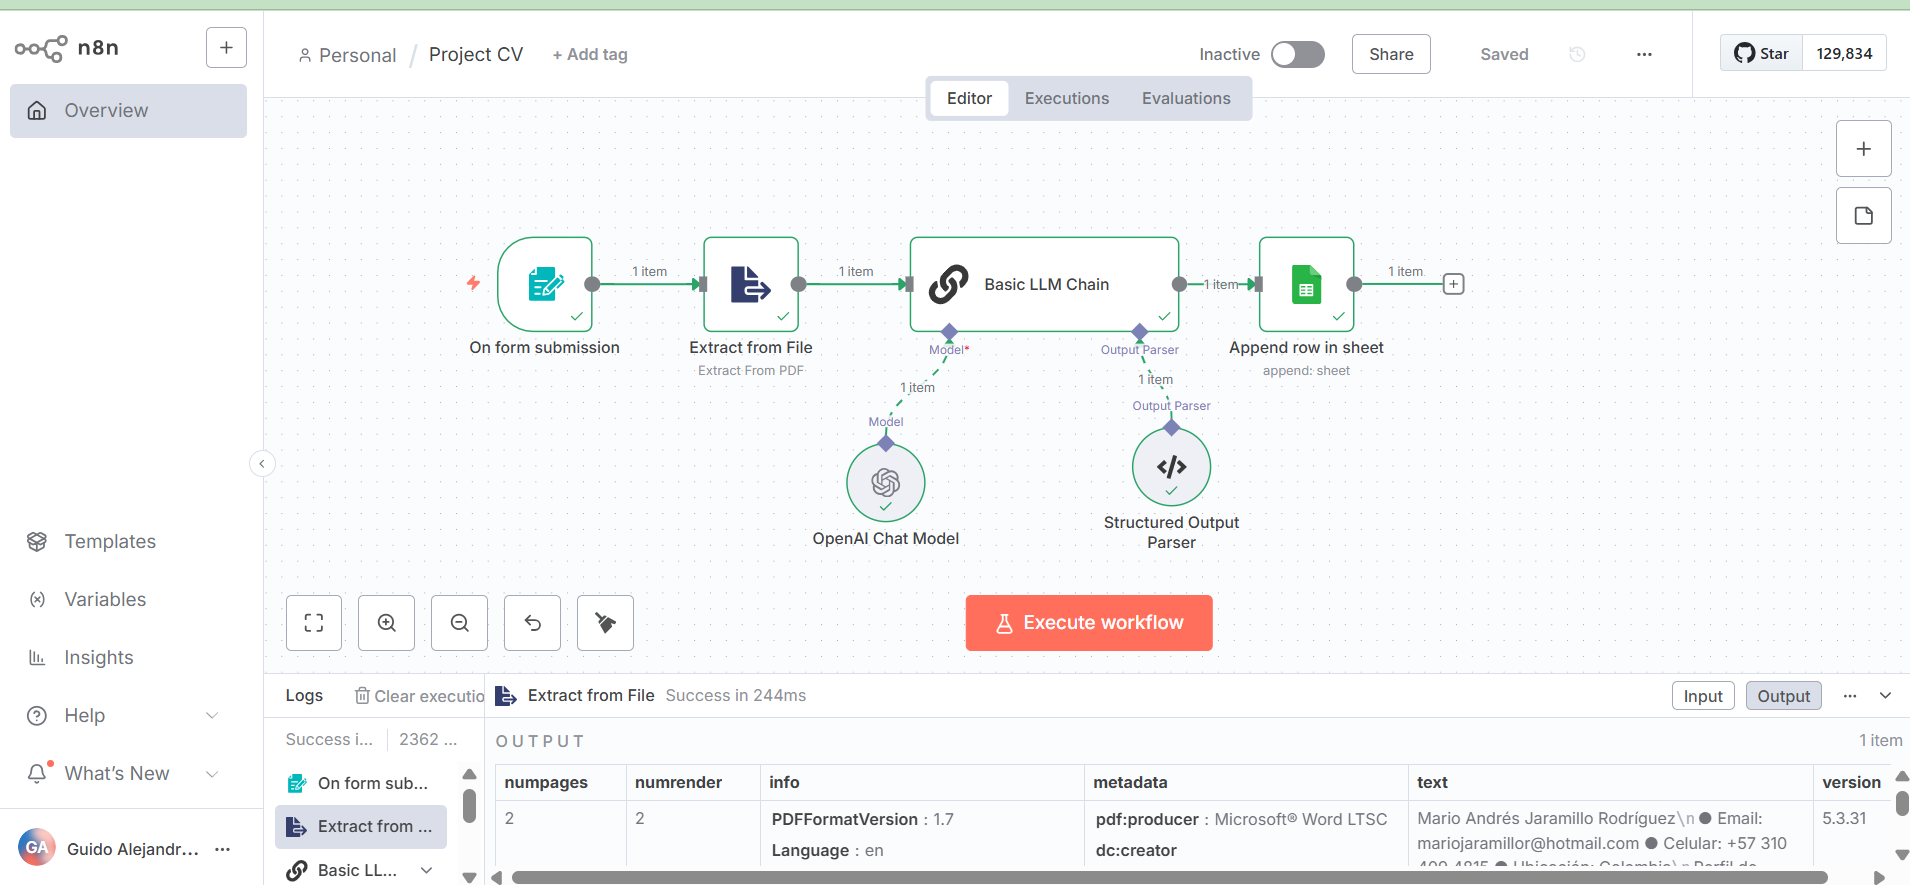 n8n
Personal / Project CV + Add tag
Inactive
Share
Saved
Star 129,834
Overview
Editor Executions Evaluations
1 item
1 item
Basic LLM Chain
1 item
1 item
On form submission
Extract from File
Extract From PDF
Model*
Output Parser
Append row in sheet
append: sheet
1 item
1 item
Output Parser
Model
OpenAI Chat Model
Structured Output
Parser
Templates
Variables
Insights
Help
What's New
GA Guido Alejandr...
Execute workflow
Logs
Clear executio
Extract from File Success in 244ms
Input Output
Success i... 2362 ...
On form sub...
Extract from ...
Basic LL...
OUTPUT
1 item
numpages numrender info metadata text version
2 2 PDFFormatVersion : 1.7 pdf:producer : Microsoft® Word LTSC Mario Andrés Jaramillo Rodríguez\n ● Email: 5.3.31
Language : en dc:creator mariojaramillor@hotmail.com ● Celular: +57 310